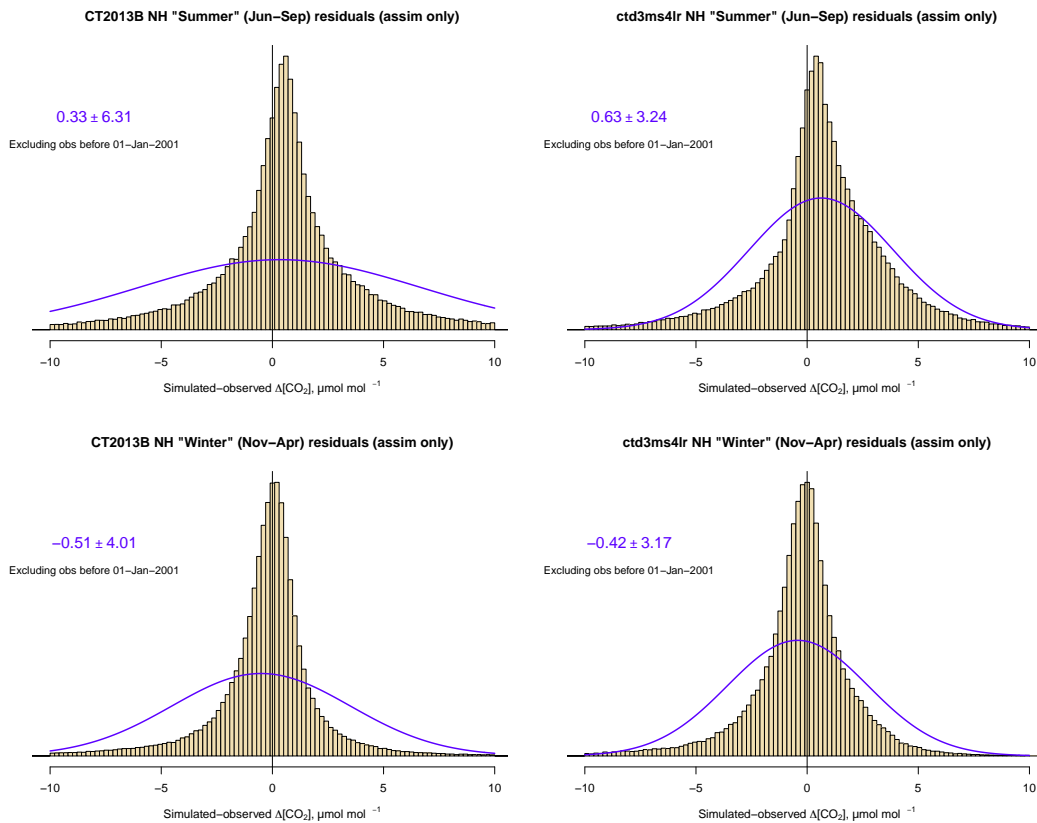 CT2013B NH "Summer" (Jun−Sep) residuals (assim only)
0.33 ± 6.31
Excluding obs before 01−Jan−2001
−10 −5 0 5 10
Simulated−observed Δ[CO₂], μmol mol ⁻¹
ctd3ms4lr NH "Summer" (Jun−Sep) residuals (assim only)
0.63 ± 3.24
Excluding obs before 01−Jan−2001
−10 −5 0 5 10
Simulated−observed Δ[CO₂], μmol mol ⁻¹
CT2013B NH "Winter" (Nov−Apr) residuals (assim only)
−0.51 ± 4.01
Excluding obs before 01−Jan−2001
−10 −5 0 5 10
Simulated−observed Δ[CO₂], μmol mol ⁻¹
ctd3ms4lr NH "Winter" (Nov−Apr) residuals (assim only)
−0.42 ± 3.17
Excluding obs before 01−Jan−2001
−10 −5 0 5 10
Simulated−observed Δ[CO₂], μmol mol ⁻¹